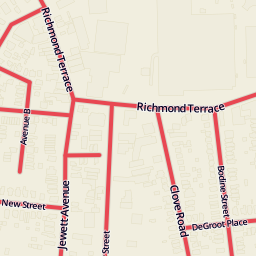 Richmond Terrace
Richmond Terrace
Avenue B
New Street
Jewett Avenue
Street
Clove Road
Bodine Street
DeGroot Place